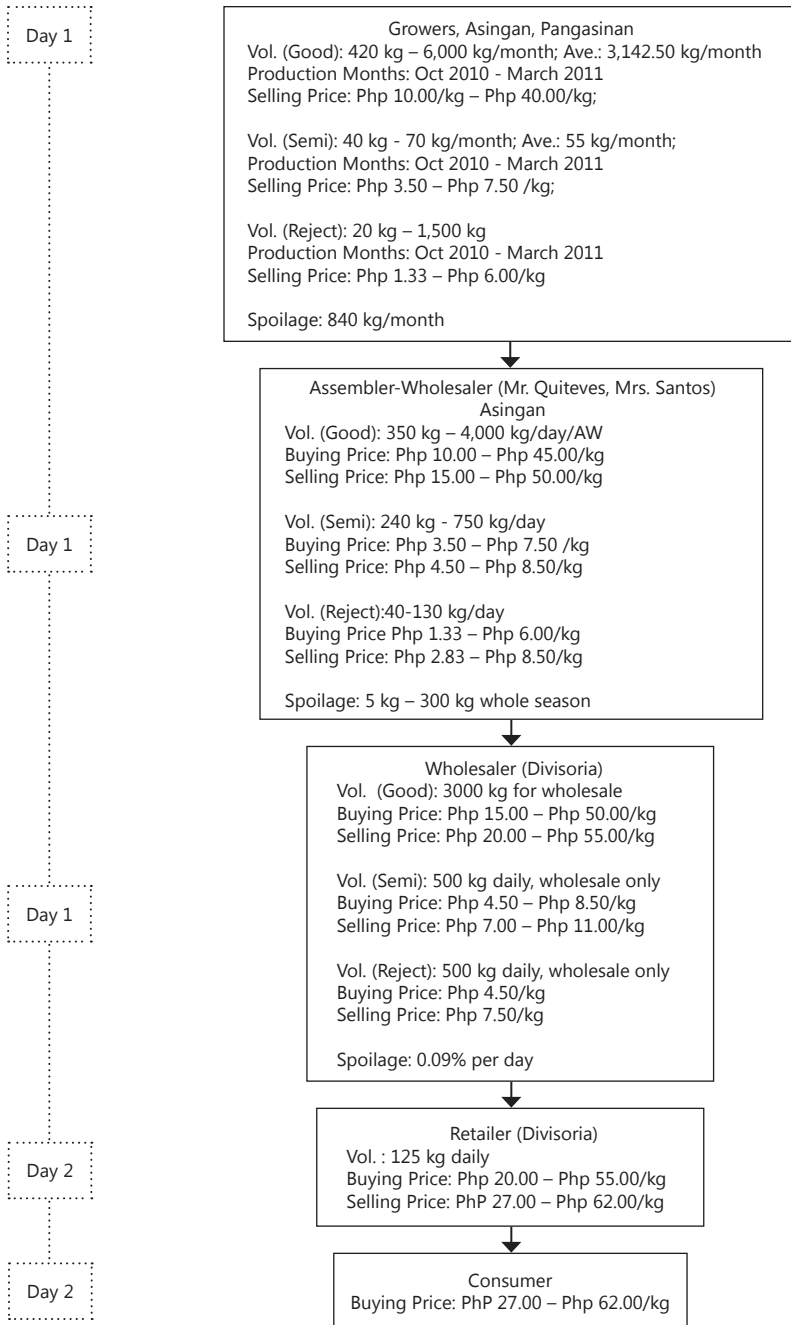 Day 1
Growers, Asingan, Pangasinan
Vol. (Good): 420 kg – 6,000 kg/month; Ave.: 3,142.50 kg/month
Production Months: Oct 2010 - March 2011
Selling Price: Php 10.00/kg – Php 40.00/kg;
Vol. (Semi): 40 kg - 70 kg/month; Ave.: 55 kg/month;
Production Months: Oct 2010 - March 2011
Selling Price: Php 3.50 – Php 7.50 /kg;
Vol. (Reject): 20 kg – 1,500 kg
Production Months: Oct 2010 - March 2011
Selling Price: Php 1.33 – Php 6.00/kg
Spoilage: 840 kg/month
Day 1
Assembler-Wholesaler (Mr. Quiteves, Mrs. Santos)
Asingan
Vol. (Good): 350 kg – 4,000 kg/day/AW
Buying Price: Php 10.00 – Php 45.00/kg
Selling Price: Php 15.00 – Php 50.00/kg
Vol. (Semi): 240 kg - 750 kg/day
Buying Price: Php 3.50 – Php 7.50 /kg
Selling Price: Php 4.50 – Php 8.50/kg
Vol. (Reject):40-130 kg/day
Buying Price Php 1.33 – Php 6.00/kg
Selling Price: Php 2.83 – Php 8.50/kg
Spoilage: 5 kg – 300 kg whole season
Day 1
Wholesaler (Divisoria)
Vol. (Good): 3000 kg for wholesale
Buying Price: Php 15.00 – Php 50.00/kg
Selling Price: Php 20.00 – Php 55.00/kg
Vol. (Semi): 500 kg daily, wholesale only
Buying Price: Php 4.50 – Php 8.50/kg
Selling Price: Php 7.00 – Php 11.00/kg
Vol. (Reject): 500 kg daily, wholesale only
Buying Price: Php 4.50/kg
Selling Price: Php 7.50/kg
Spoilage: 0.09% per day
Day 2
Retailer (Divisoria)
Vol. : 125 kg daily
Buying Price: Php 20.00 – Php 55.00/kg
Selling Price: PhP 27.00 – Php 62.00/kg
Day 2
Consumer
Buying Price: PhP 27.00 – Php 62.00/kg